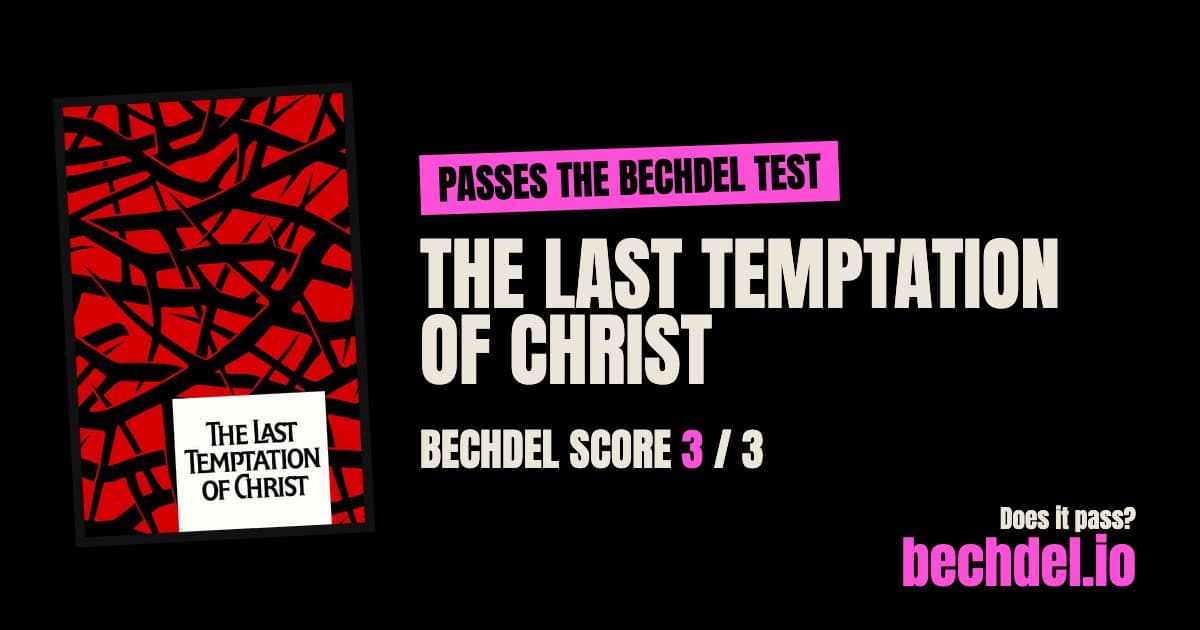 THE LAST
TEMPTATION
OF CHRIST
PASSES THE BECHDEL TEST
THE LAST TEMPTATION
OF CHRIST
BECHDEL SCORE 3 / 3
Does it pass?
bechdel.io